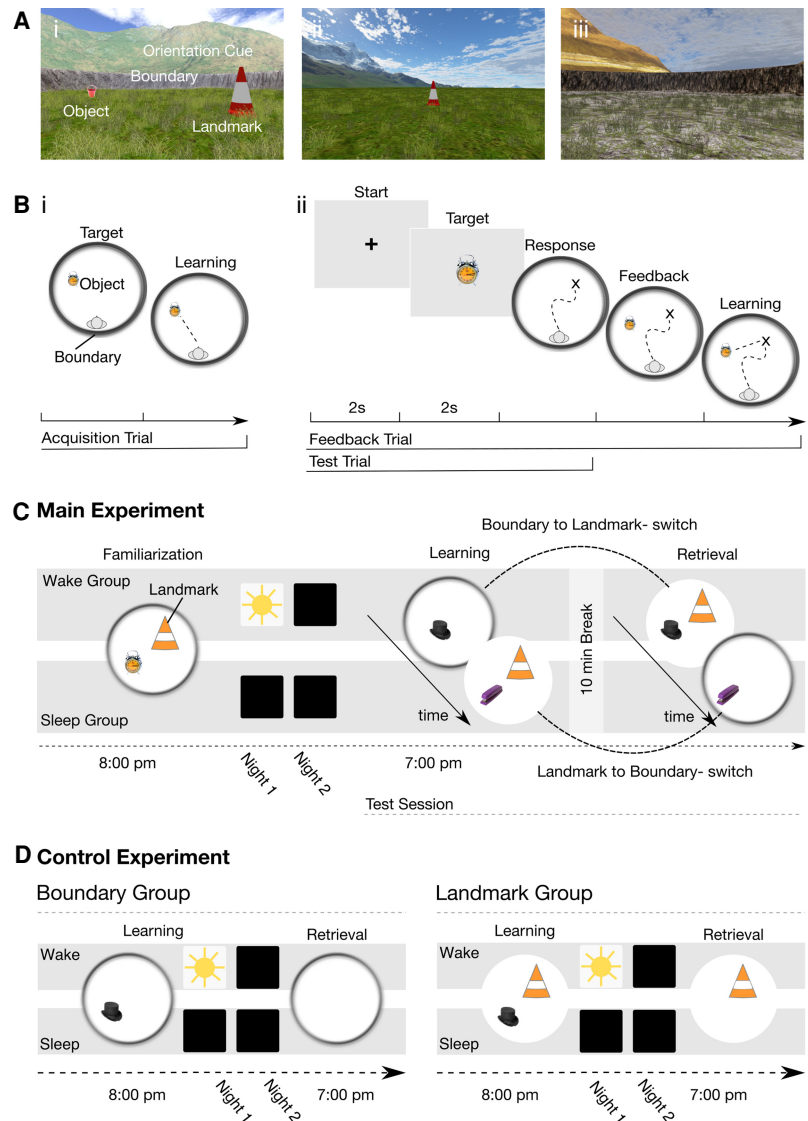 A
i
ii
iii
Orientation Cue
Boundary
Object
Landmark
B
i
Target
Object
Learning
Boundary
Acquisition Trial
ii
Start
+
Target
Response
x
Feedback
x
Learning
x
2s
2s
Feedback Trial
Test Trial
C Main Experiment
Boundary to Landmark- switch
Familiarization
Learning
Retrieval
Wake Group
Landmark
10 min Break
Sleep Group
time
time
8:00 pm
Night 1
Night 2
7:00 pm
Landmark to Boundary- switch
Test Session
D Control Experiment
Boundary Group
Learning
Retrieval
Wake
Sleep
8:00 pm
Night 1
Night 2
7:00 pm
Landmark Group
Learning
Retrieval
Wake
Sleep
8:00 pm
Night 1
Night 2
7:00 pm